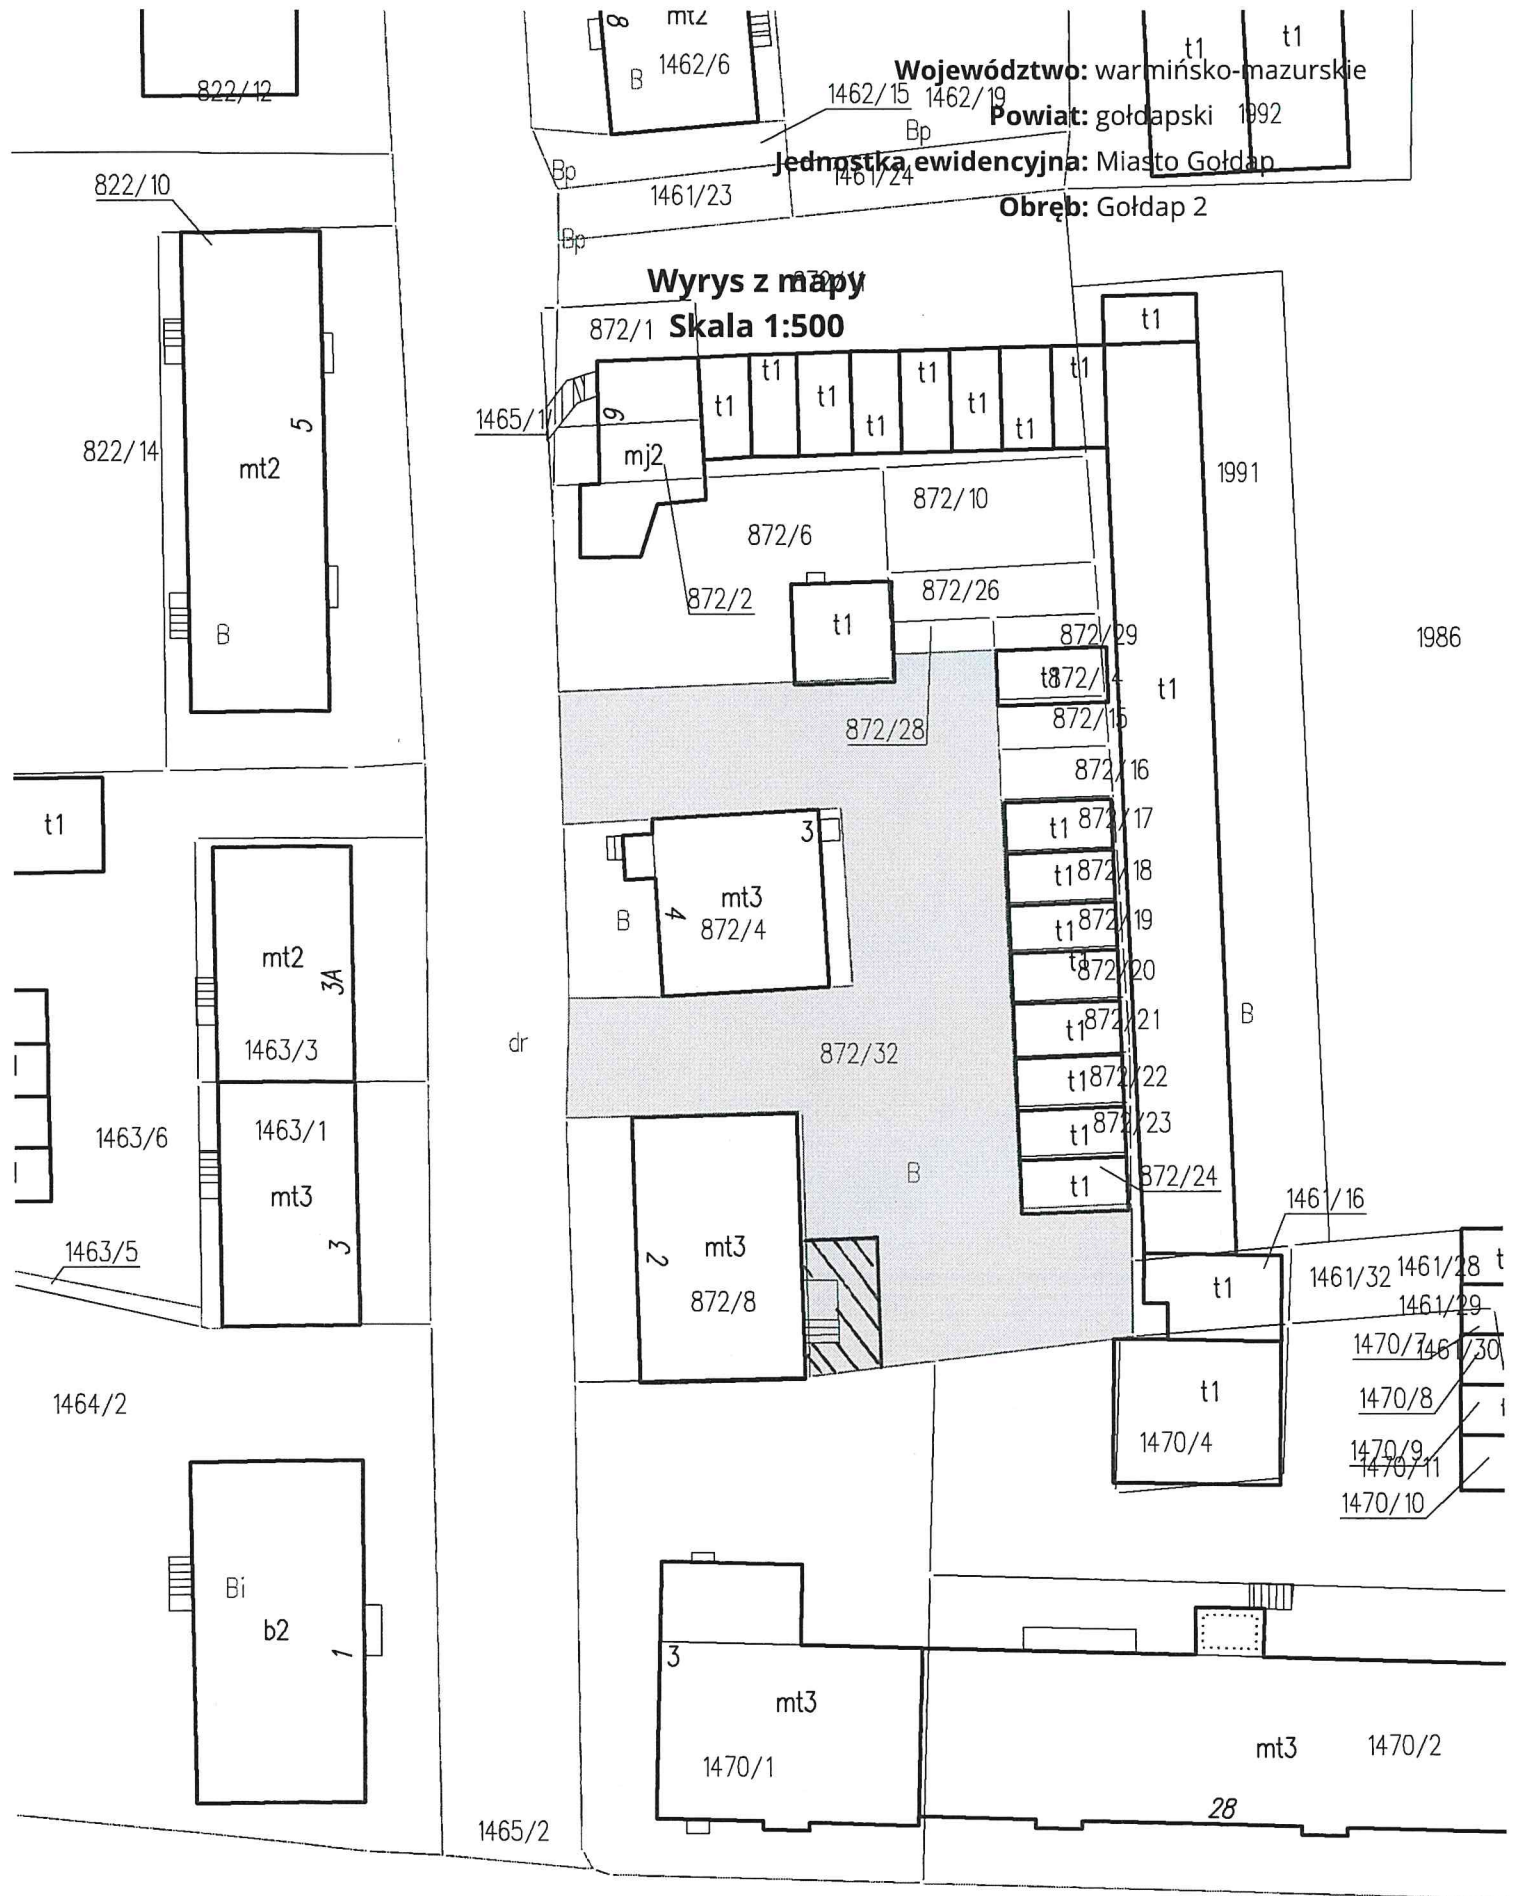 8
mt2
t1
t1
1462/6
B
Województwo: warmińsko-mazurskie
822/12
1462/15
1462/19
Powiat: gołdapski
1992
Bp
Jednostka ewidencyjna: Miasto Gołdap
Bp
1461/24
822/10
1461/23
Obręb: Gołdap 2
Bp
Wyrys z mapy
Skala 1:500
872/1
t1
t1
t1
t1
t1
t1
t1
t1
t1
1465/1
9
mj2
822/14
5
mt2
1991
872/10
872/6
872/26
872/2
t1
B
872/29
1986
t1
872/14
t1
872/15
872/28
872/16
t1
t1
872/17
3
t1
872/18
mt3
4
872/4
B
t1
872/19
mt2
3A
t1
872/20
t1
872/21
B
dr
1463/3
872/32
t1
872/22
1463/6
1463/1
t1
872/23
B
t1
872/24
mt3
1461/16
3
1463/5
mt3
2
872/8
t1
1461/32
1461/28
1461/29
1470/7
1461/30
1464/2
t1
1470/8
1470/4
1470/9
1470/11
1470/10
Bi
b2
1
3
mt3
1470/1
mt3
1470/2
28
1465/2